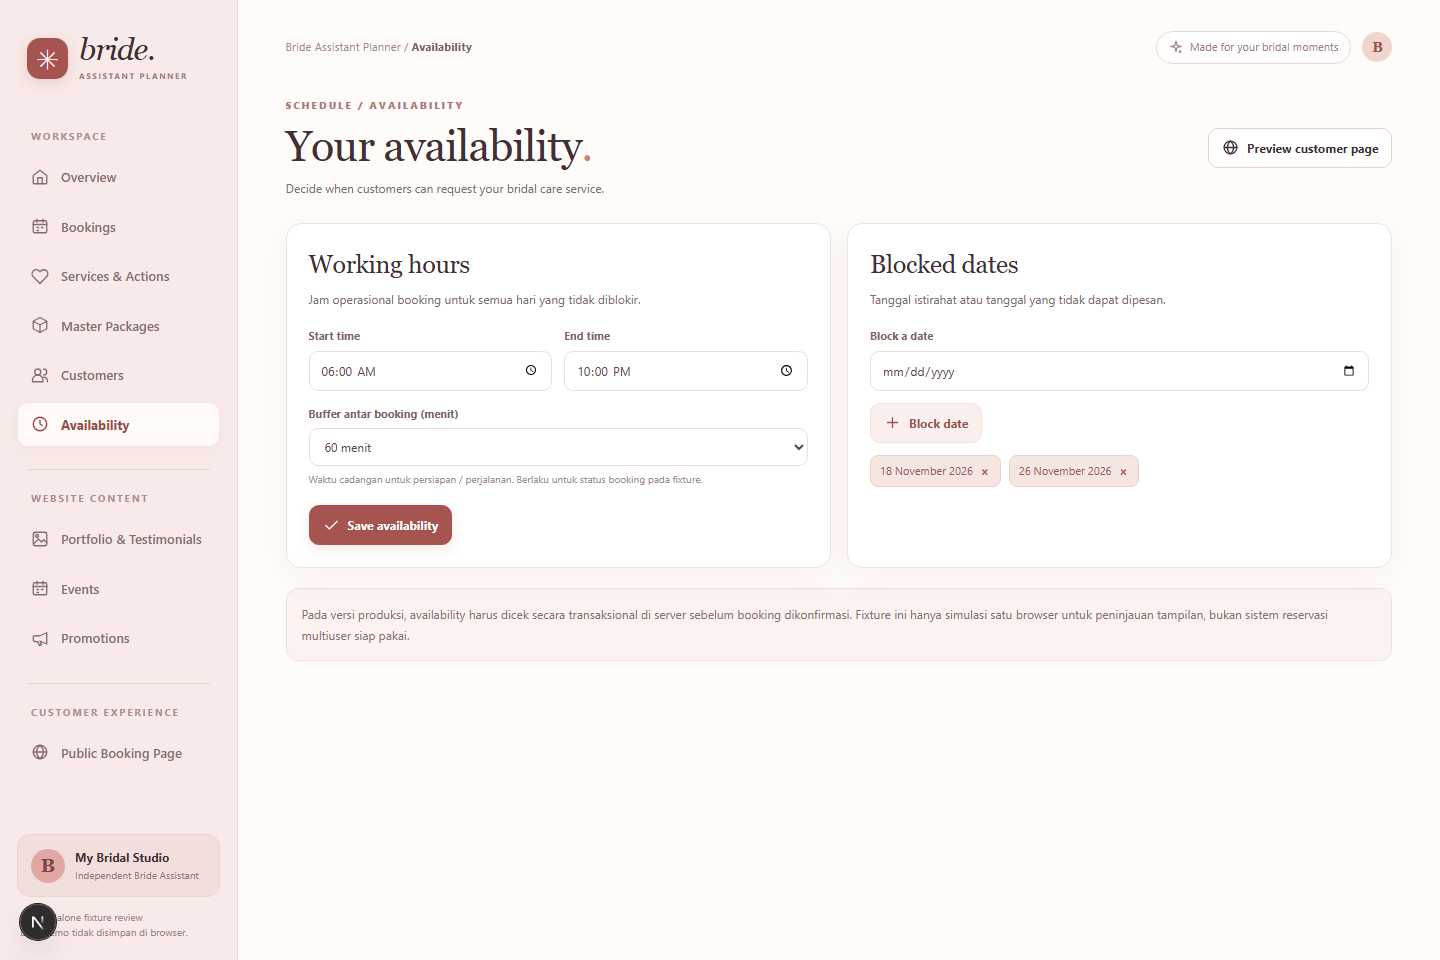 bride.
ASSISTANT PLANNER
WORKSPACE
Overview
Bookings
Services & Actions
Master Packages
Customers
Availability
WEBSITE CONTENT
Portfolio & Testimonials
Events
Promotions
CUSTOMER EXPERIENCE
Public Booking Page
B
My Bridal Studio
Independent Bride Assistant
N
fixture review
tidak disimpan di browser.
Bride Assistant Planner / Availability
Made for your bridal moments
B
SCHEDULE / AVAILABILITY
Your availability.
Decide when customers can request your bridal care service.
Preview customer page
Working hours
Jam operasional booking untuk semua hari yang tidak diblokir.
Start time
End time
06:00 AM
10:00 PM
Buffer antar booking (menit)
60 menit
Waktu cadangan untuk persiapan / perjalanan. Berlaku untuk status booking pada fixture.
Save availability
Blocked dates
Tanggal istirahat atau tanggal yang tidak dapat dipesan.
Block a date
mm/dd/yyyy
+ Block date
18 November 2026 ×
26 November 2026 ×
Pada versi produksi, availability harus dicek secara transaksional di server sebelum booking dikonfirmasi. Fixture ini hanya simulasi satu browser untuk peninjauan tampilan, bukan sistem reservasi
multiuser siap pakai.